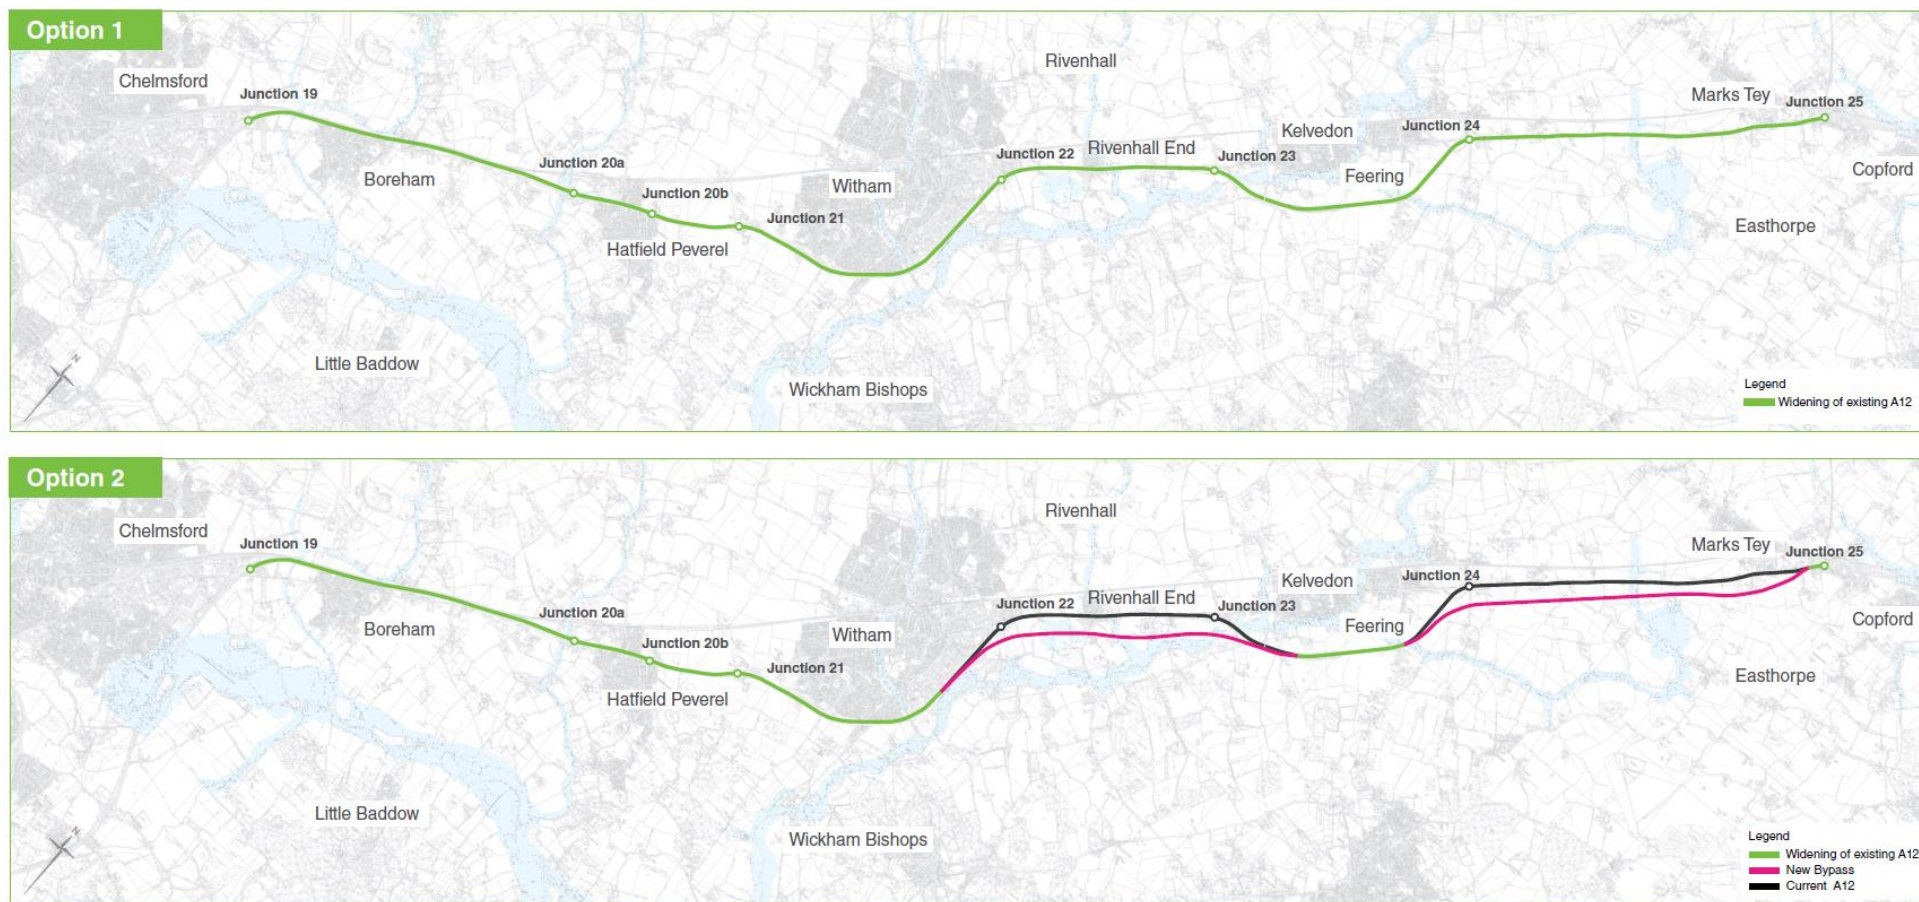 Option 1
Rivenhall
Chelmsford
Junction 19
Marks Tey
Junction 25
Kelvedon
Junction 24
Junction 22
Rivenhall End
Junction 23
Junction 20a
Boreham
Witham
Feering
Copford
Junction 20b
Junction 21
Hatfield Peverel
Easthorpe
Little Baddow
Wickham Bishops
N
Legend
Widening of existing A12
Option 2
Rivenhall
Chelmsford
Junction 19
Marks Tey
Junction 25
Kelvedon
Junction 24
Junction 22
Rivenhall End
Junction 23
Junction 20a
Boreham
Witham
Feering
Copford
Junction 20b
Junction 21
Hatfield Peverel
Easthorpe
Little Baddow
Wickham Bishops
N
Legend
Widening of existing A12
New Bypass
Current A12